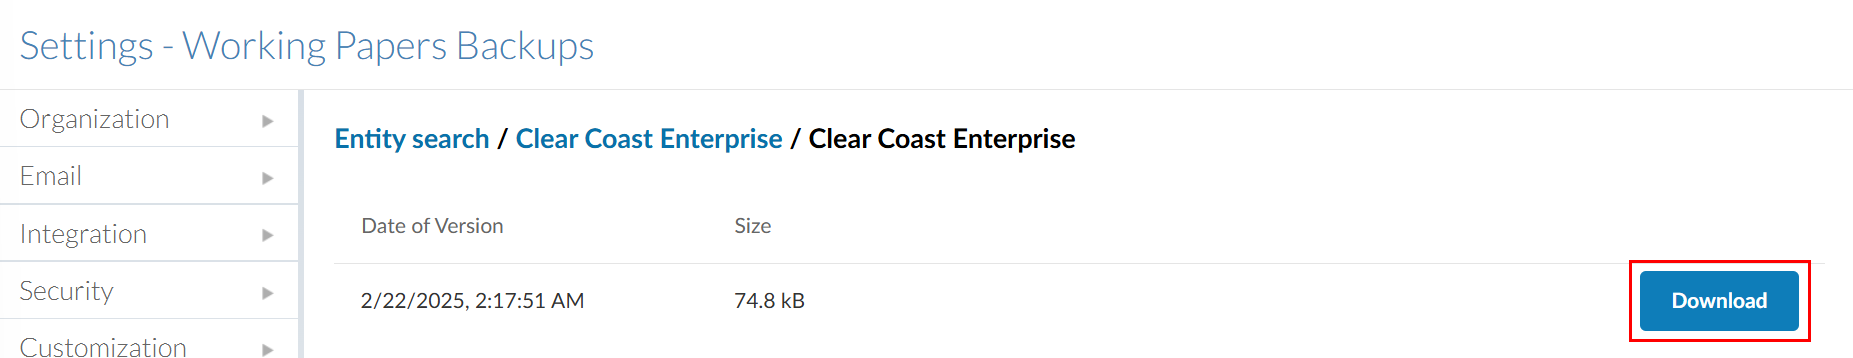 Settings - Working Papers Backups
Organization
Email
Integration
Security
Customization
Entity search / Clear Coast Enterprise / Clear Coast Enterprise
Date of Version Size
2/22/2025, 2:17:51 AM 74.8 kB Download